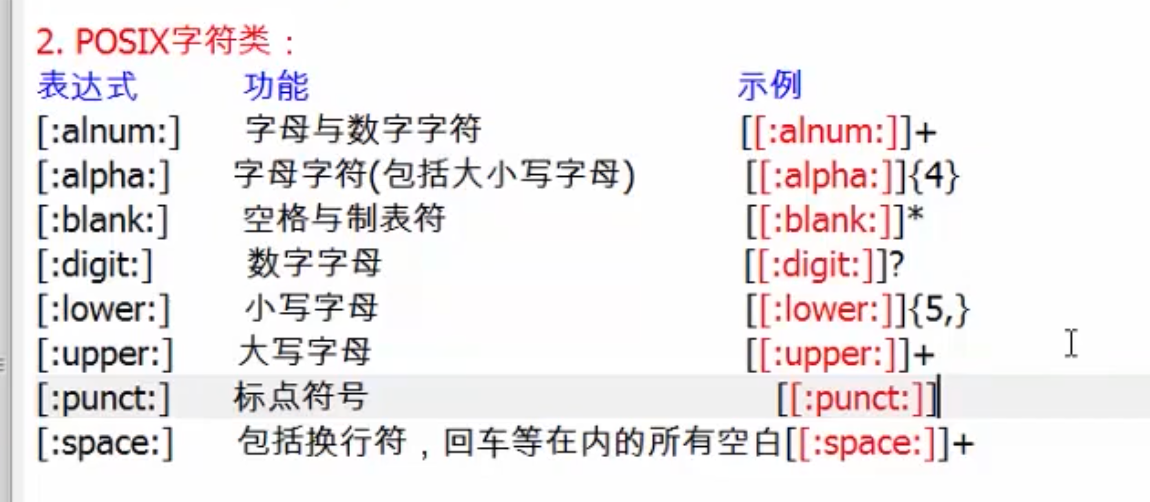 2. POSIX字符类：
表达式 功能 示例
[:alnum:] 字母与数字字符 [[:alnum:]]+
[:alpha:] 字母字符(包括大小写字母) [[:alpha:]]{4}
[:blank:] 空格与制表符 [[:blank:]]*
[:digit:] 数字字母 [[:digit:]]?
[:lower:] 小写字母 [[:lower:]]{5,}
[:upper:] 大写字母 [[:upper:]]+
[:punct:] 标点符号 [[:punct:]]
[:space:] 包括换行符，回车等在内的所有空白[[:space:]]+